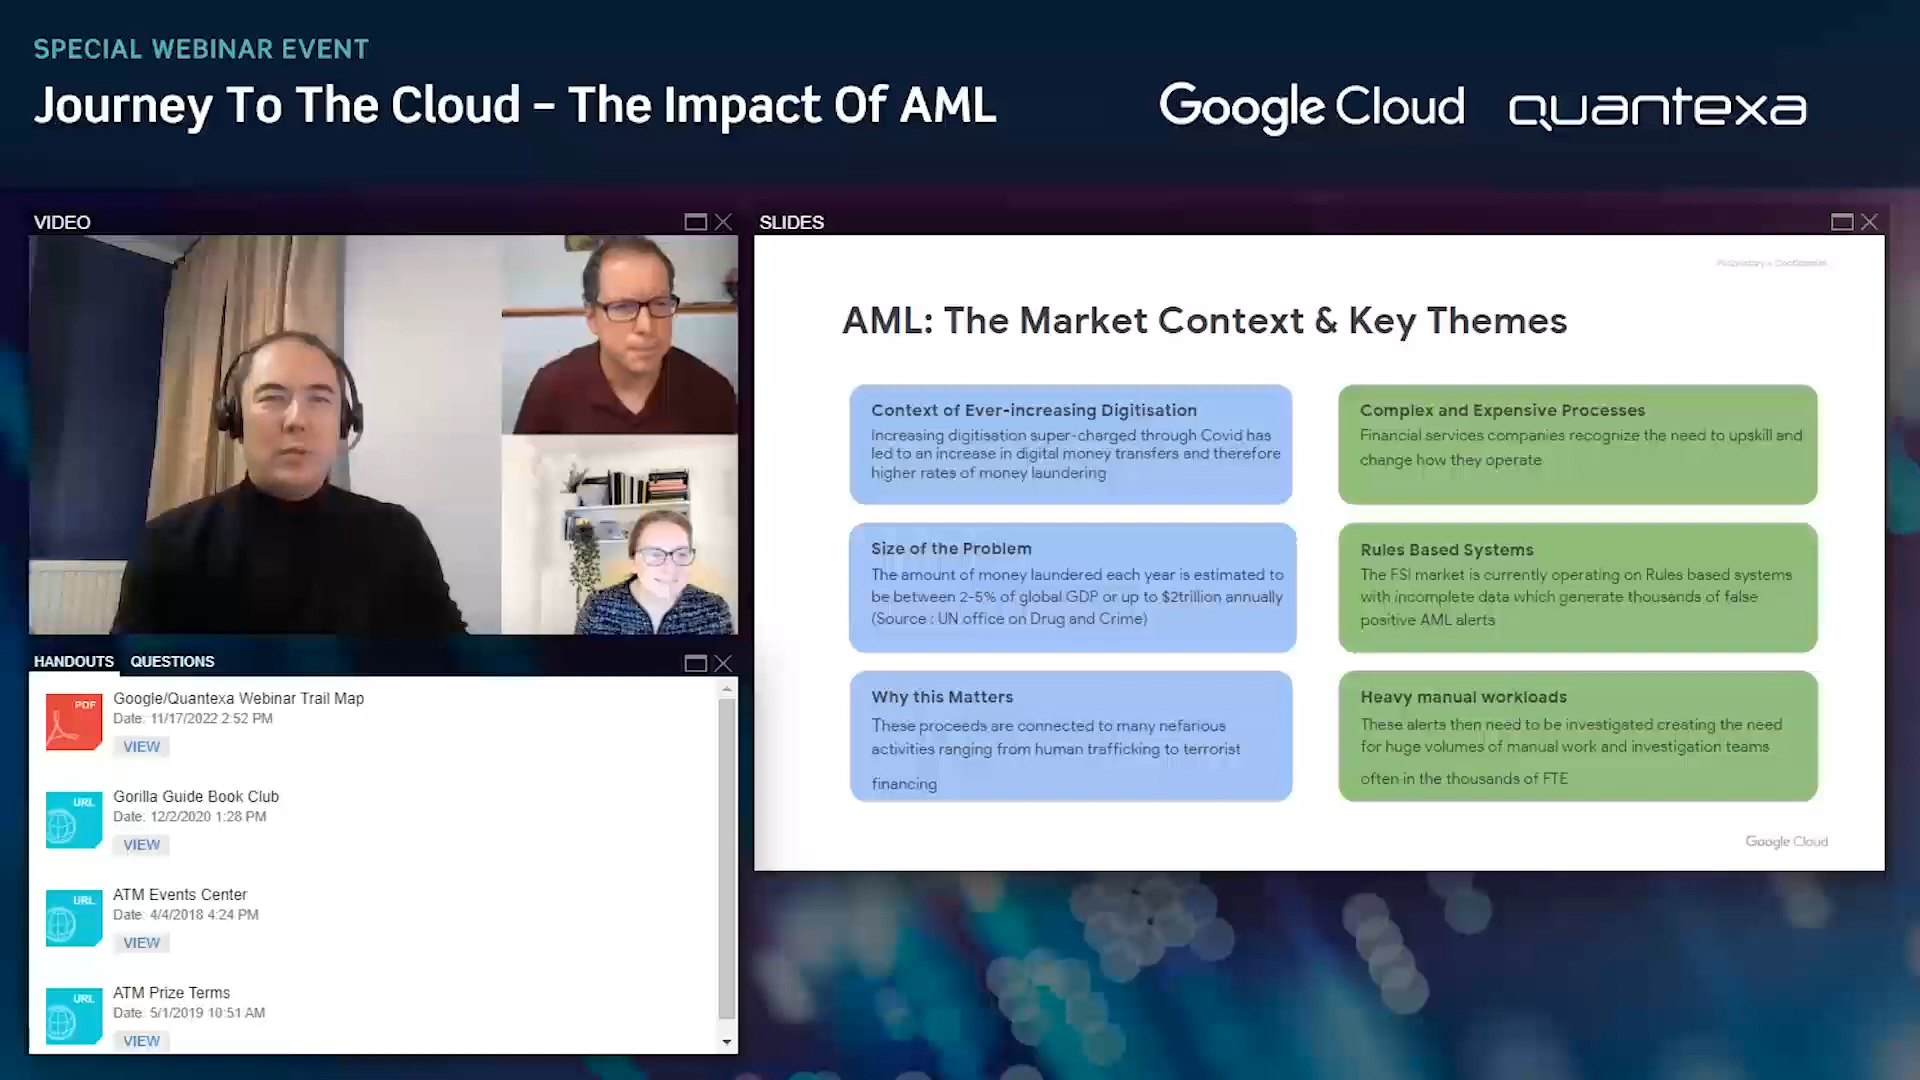 SPECIAL WEBINAR EVENT
Journey To The Cloud – The Impact Of AML
Google Cloud
quantexa
VIDEO
SLIDES
Proprietary + Confidential
AML: The Market Context & Key Themes
Context of Ever-increasing Digitisation
Increasing digitisation super-charged through Covid has
led to an increase in digital money transfers and therefore
higher rates of money laundering
Size of the Problem
The amount of money laundered each year is estimated to
be between 2-5% of global GDP or up to $2trillion annually
(Source : UN office on Drug and Crime)
Why this Matters
These proceeds are connected to many nefarious
activities ranging from human trafficking to terrorist
financing
Complex and Expensive Processes
Financial services companies recognize the need to upskill and
change how they operate
Rules Based Systems
The FSI market is currently operating on Rules based systems
with incomplete data which generate thousands of false
positive AML alerts
Heavy manual workloads
These alerts then need to be investigated creating the need
for huge volumes of manual work and investigation teams
often in the thousands of FTE
Google Cloud
HANDOUTS
QUESTIONS
PDF
Google/Quantexa Webinar Trail Map
Date: 11/17/2022 2:52 PM
VIEW
URL
Gorilla Guide Book Club
Date: 12/2/2020 1:28 PM
VIEW
URL
ATM Events Center
Date: 4/4/2018 4:24 PM
VIEW
URL
ATM Prize Terms
Date: 5/1/2019 10:51 AM
VIEW